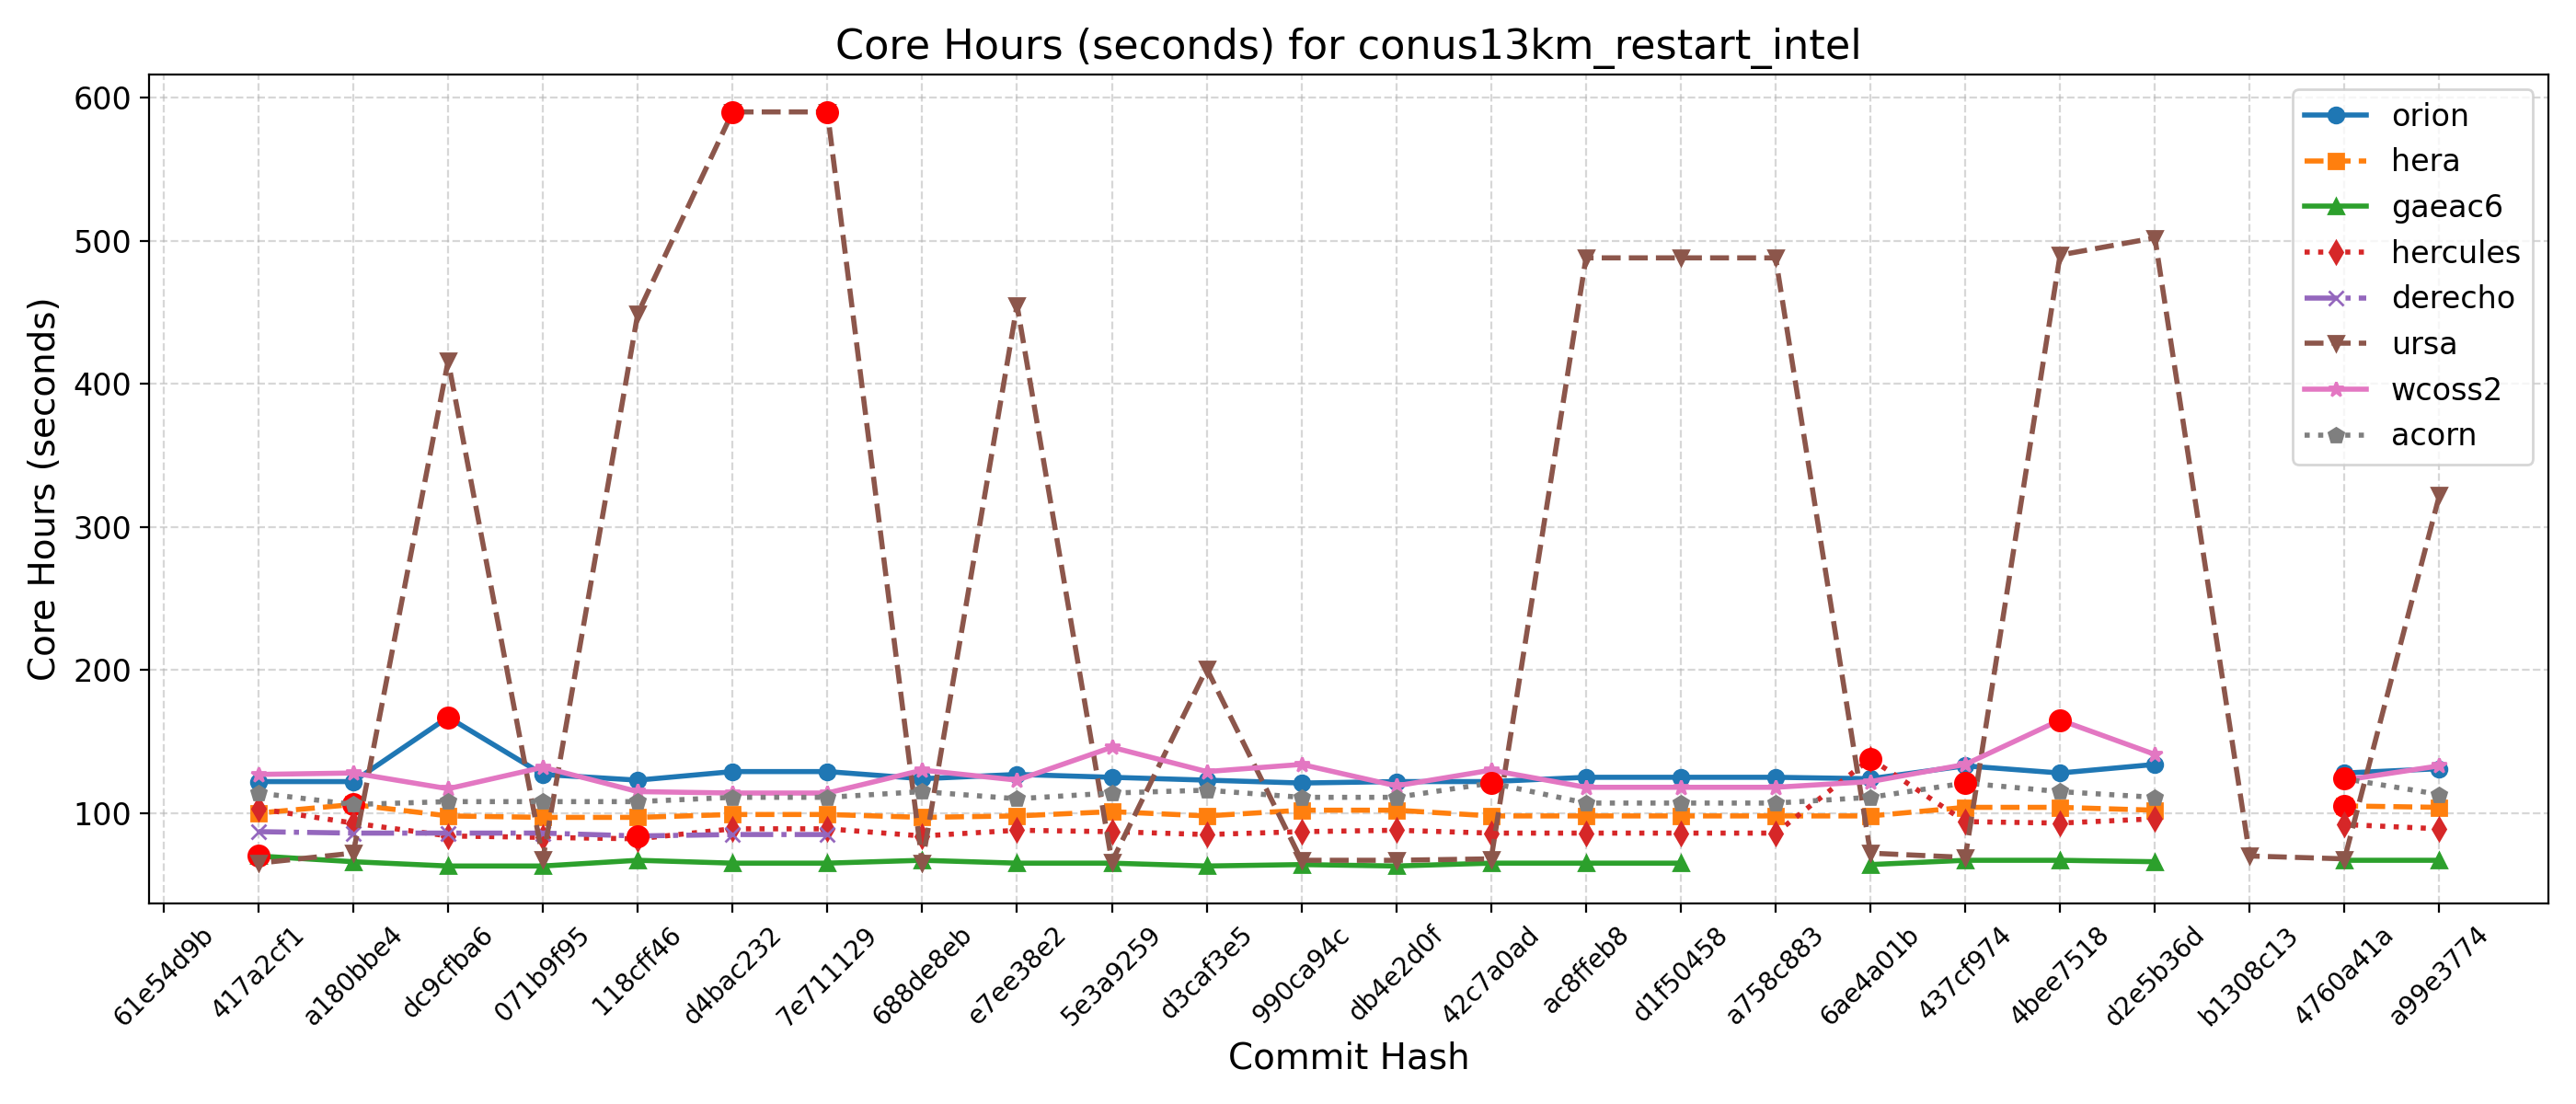 Core Hours (seconds) for conus13km_restart_intel
Core Hours (seconds)
600
500
400
300
200
100
orion
hera
gaeac6
hercules
derecho
ursa
wcoss2
acorn
61e54d9b
417a2cf1
a180bbe4
dc9cfba6
071b9f95
118cff46
d4bac232
7e711129
688de8eb
e7ee38e2
5e3a9259
d3caf3e5
990ca94c
db4e2d0f
42c7a0ad
ac8ffeb8
d1f50458
a758c883
6ae4a01b
437cf974
4bee7518
d2e5b36d
b1308c13
4760a41a
a99e3774
Commit Hash